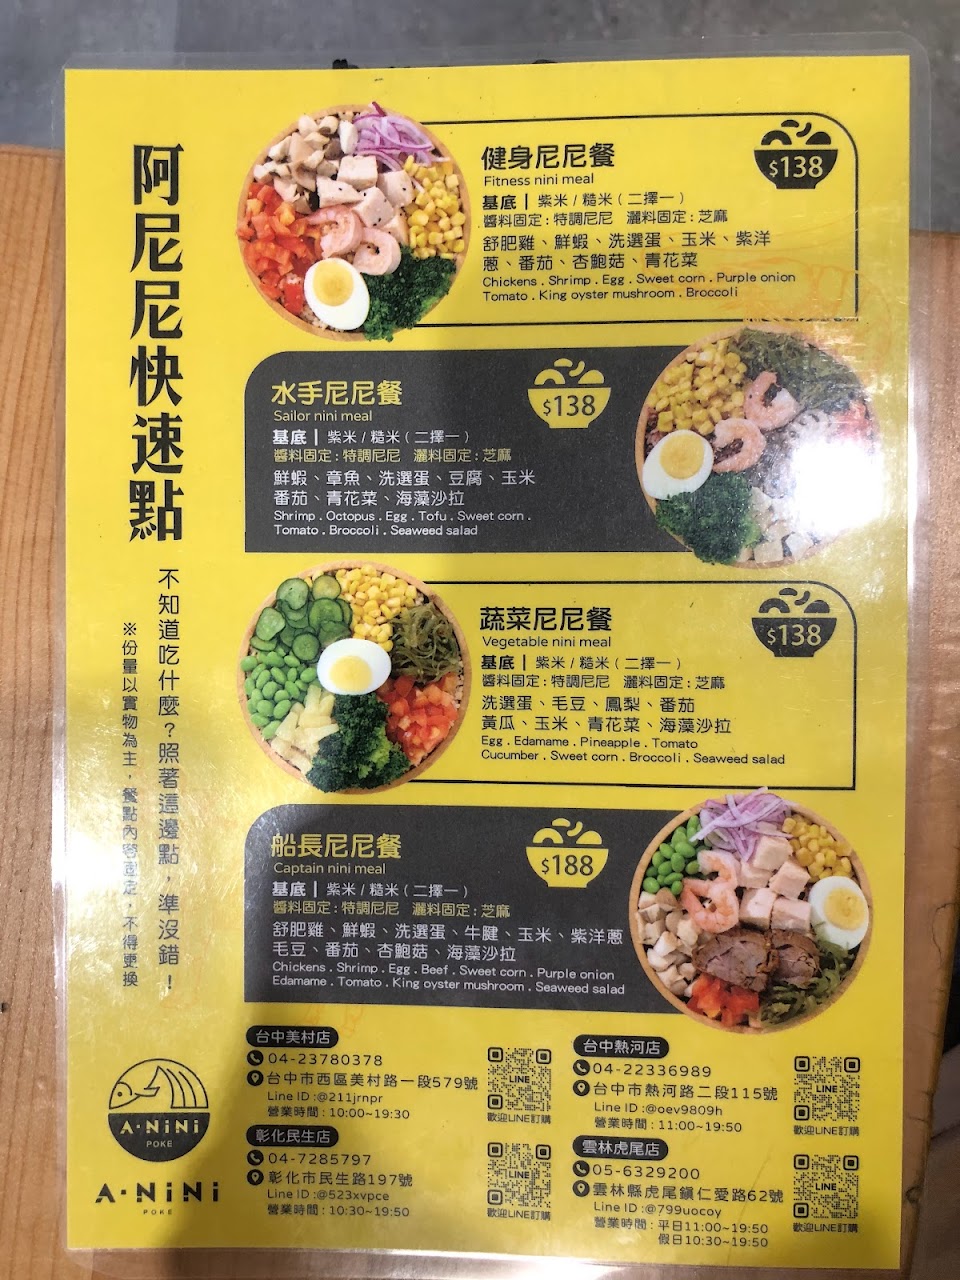 阿尼尼快速點
不知道吃什麼？照著這邊點，準沒錯！
※份量以實物為主，餐點內容固定，不得更換
健身尼尼餐
Fitness nini meal
$138
基底｜紫米 / 糙米 ( 二擇一 )
醬料固定 : 特調尼尼 灑料固定 : 芝麻
舒肥雞、鮮蝦、洗選蛋、玉米、紫洋
蔥、番茄、杏鮑菇、青花菜
Chickens . Shrimp . Egg . Sweet corn . Purple onion
Tomato . King oyster mushroom . Broccoli
水手尼尼餐
Sailor nini meal
$138
基底｜紫米 / 糙米 ( 二擇一 )
醬料固定 : 特調尼尼 灑料固定 : 芝麻
鮮蝦、章魚、洗選蛋、豆腐、玉米
番茄、青花菜、海藻沙拉
Shrimp . Octopus . Egg . Tofu . Sweet corn .
Tomato . Broccoli . Seaweed salad
蔬菜尼尼餐
Vegetable nini meal
$138
基底｜紫米 / 糙米 ( 二擇一 )
醬料固定 : 特調尼尼 灑料固定 : 芝麻
洗選蛋、毛豆、鳳梨、番茄
黃瓜、玉米、青花菜、海藻沙拉
Egg . Edamame . Pineapple . Tomato
Cucumber . Sweet corn . Broccoli . Seaweed salad
船長尼尼餐
Captain nini meal
$188
基底｜紫米 / 糙米 ( 二擇一 )
醬料固定 : 特調尼尼 灑料固定 : 芝麻
舒肥雞、鮮蝦、洗選蛋、牛腱、玉米、紫洋蔥
毛豆、番茄、杏鮑菇、海藻沙拉
Chickens . Shrimp . Egg . Beef . Sweet corn . Purple onion
Edamame . Tomato . King oyster mushroom . Seaweed salad
A·NiNi
POKE
A·NiNi
POKE
台中美村店
04-23780378
台中市西區美村路一段579號
Line ID :@211jrnpr
營業時間 : 10:00~19:30
LINE
歡迎LINE訂購
台中熱河店
04-22336989
台中市熱河路二段115號
Line ID :@oev9809h
營業時間 : 11:00~19:50
LINE
歡迎LINE訂購
彰化民生店
04-7285797
彰化市民生路197號
Line ID :@523xvpce
營業時間 : 10:30~19:50
LINE
歡迎LINE訂購
雲林虎尾店
05-6329200
雲林縣虎尾鎮仁愛路62號
Line ID :@799uocoy
營業時間 : 平日11:00~19:50
假日10:30~19:50
LINE
歡迎LINE訂購